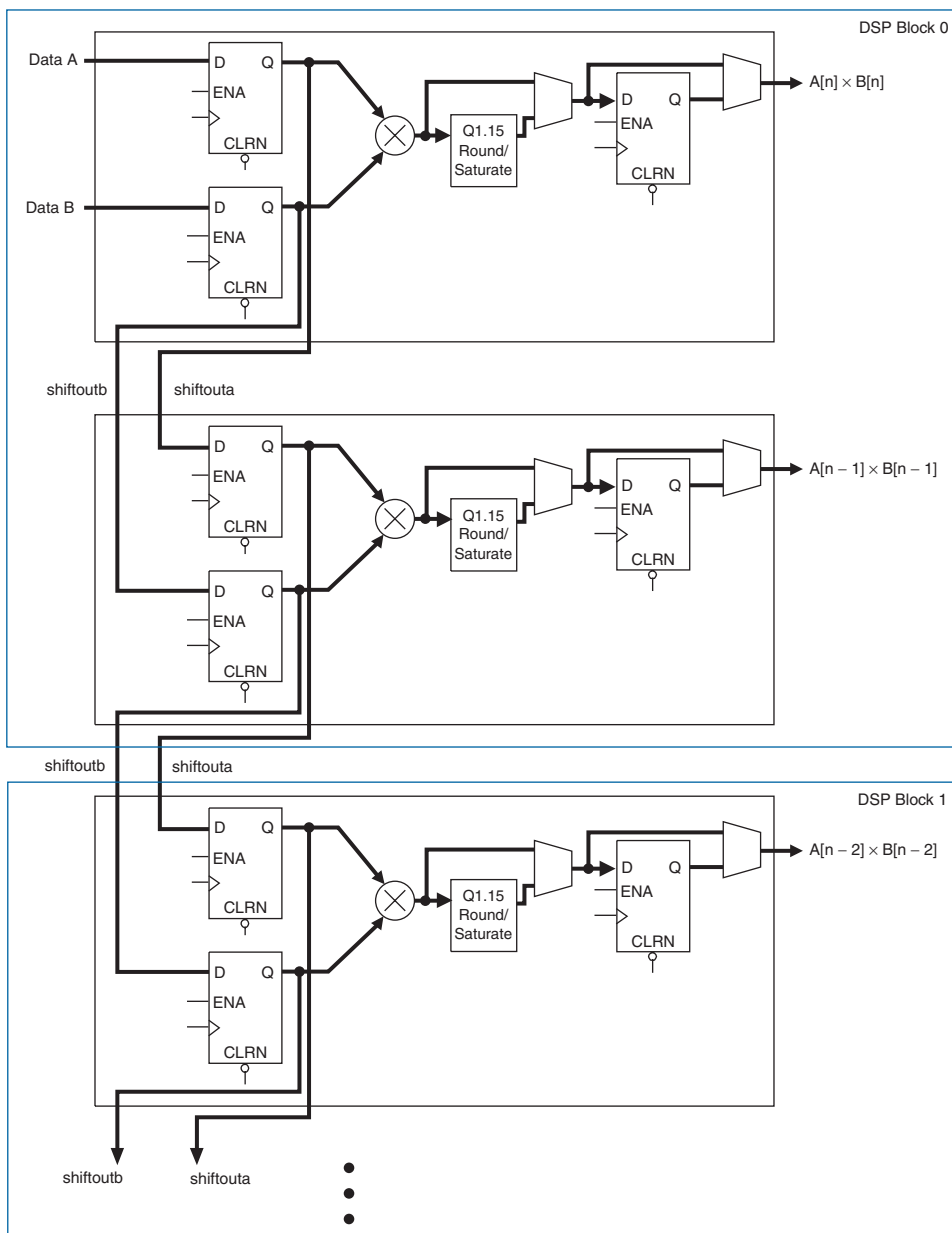 DSP Block 0
Data A
D Q
ENA
CLRN
Q1.15
Round/
Saturate
D Q
ENA
CLRN
A[n] × B[n]
Data B
D Q
ENA
CLRN
shiftoutb
shiftouta
D Q
ENA
CLRN
Q1.15
Round/
Saturate
D Q
ENA
CLRN
A[n – 1] × B[n – 1]
D Q
ENA
CLRN
shiftoutb
shiftouta
DSP Block 1
D Q
ENA
CLRN
Q1.15
Round/
Saturate
D Q
ENA
CLRN
A[n – 2] × B[n – 2]
D Q
ENA
CLRN
shiftoutb
shiftouta